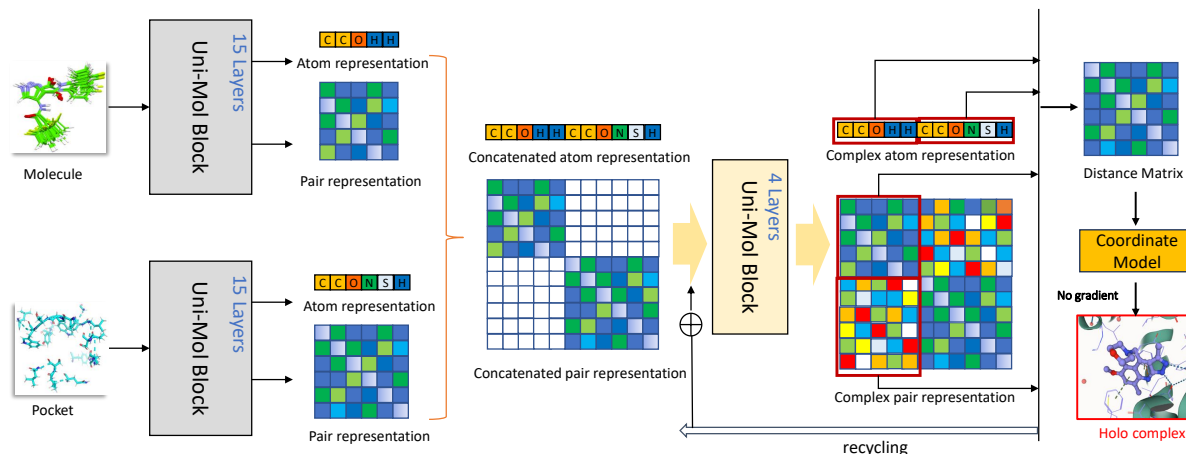 Molecule
Uni-Mol Block
15 Layers
C C O H H
Atom representation
Pair representation
Pocket
Uni-Mol Block
15 Layers
C C O N S H
Atom representation
Pair representation
C C O H H C C O N S H
Concatenated atom representation
Concatenated pair representation
Uni-Mol Block
4 Layers
C C O H H C C O N S H
Complex atom representation
Complex pair representation
recycling
Distance Matrix
Coordinate
Model
No gradient
Holo complex